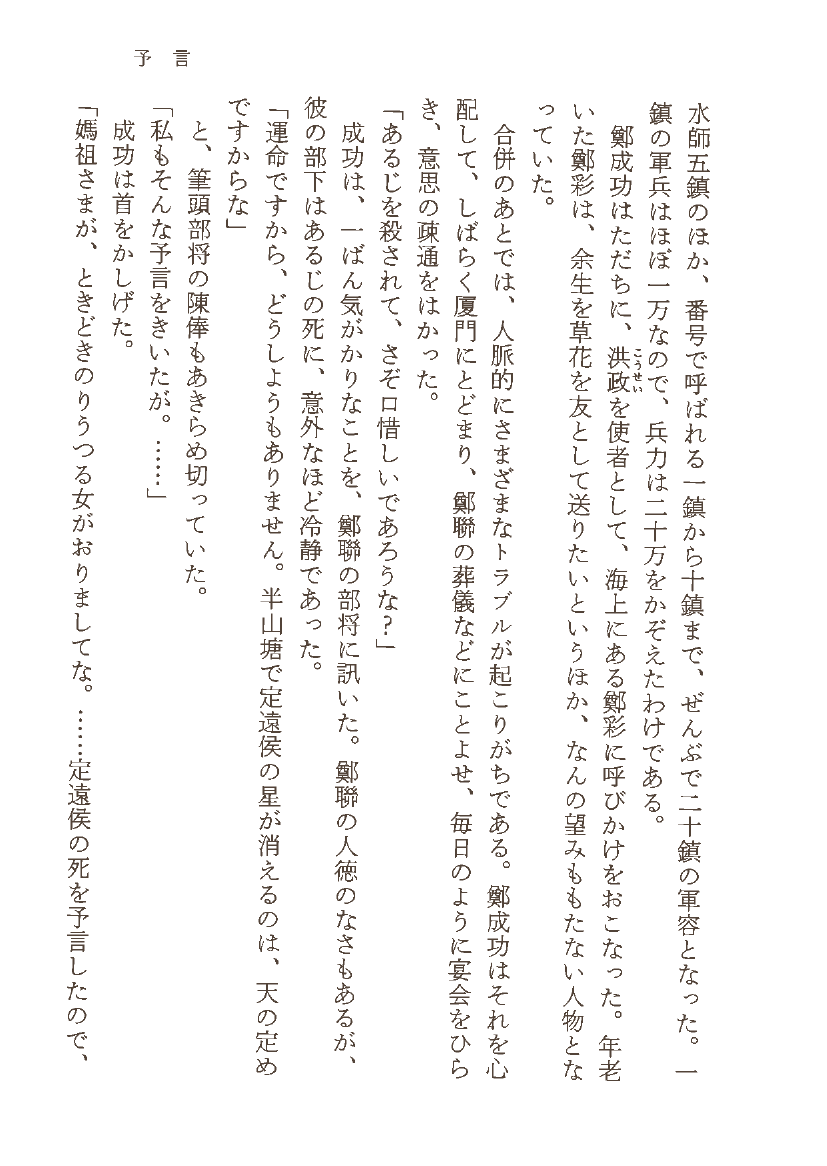 予言
水師五鎮のほか、番号で呼ばれる一鎮から十鎮まで、ぜんぶで二十鎮の軍容となった。一
鎮の軍兵はほぼ一万なので、兵力は二十万をかぞえたわけである。
鄭成功はただちに、洪政を使者として、海上にある鄭彩に呼びかけをおこなった。年老
こうせい
いた鄭彩は、余生を草花を友として送りたいというほか、なんの望みももたない人物とな
っていた。
合併のあとでは、人脈的にさまざまなトラブルが起こりがちである。鄭成功はそれを心
配して、しばらく厦門にとどまり、鄭聯の葬儀などにことよせ、毎日のように宴会をひら
き、意思の疎通をはかった。
「あるじを殺されて、さぞ口惜しいであろうな?」
成功は、一ばん気がかりなことを、鄭聯の部将に訊いた。鄭聯の人徳のなさもあるが、
彼の部下はあるじの死に、意外なほど冷静であった。
「運命ですから、どうしようもありません。半山塘で定遠侯の星が消えるのは、天の定め
ですからな」
と、筆頭部将の陳俸もあきらめ切っていた。
「私もそんな予言をきいたが。……」
成功は首をかしげた。
「媽祖さまが、ときどきのりうつる女がおりましてな。……定遠侯の死を予言したので、